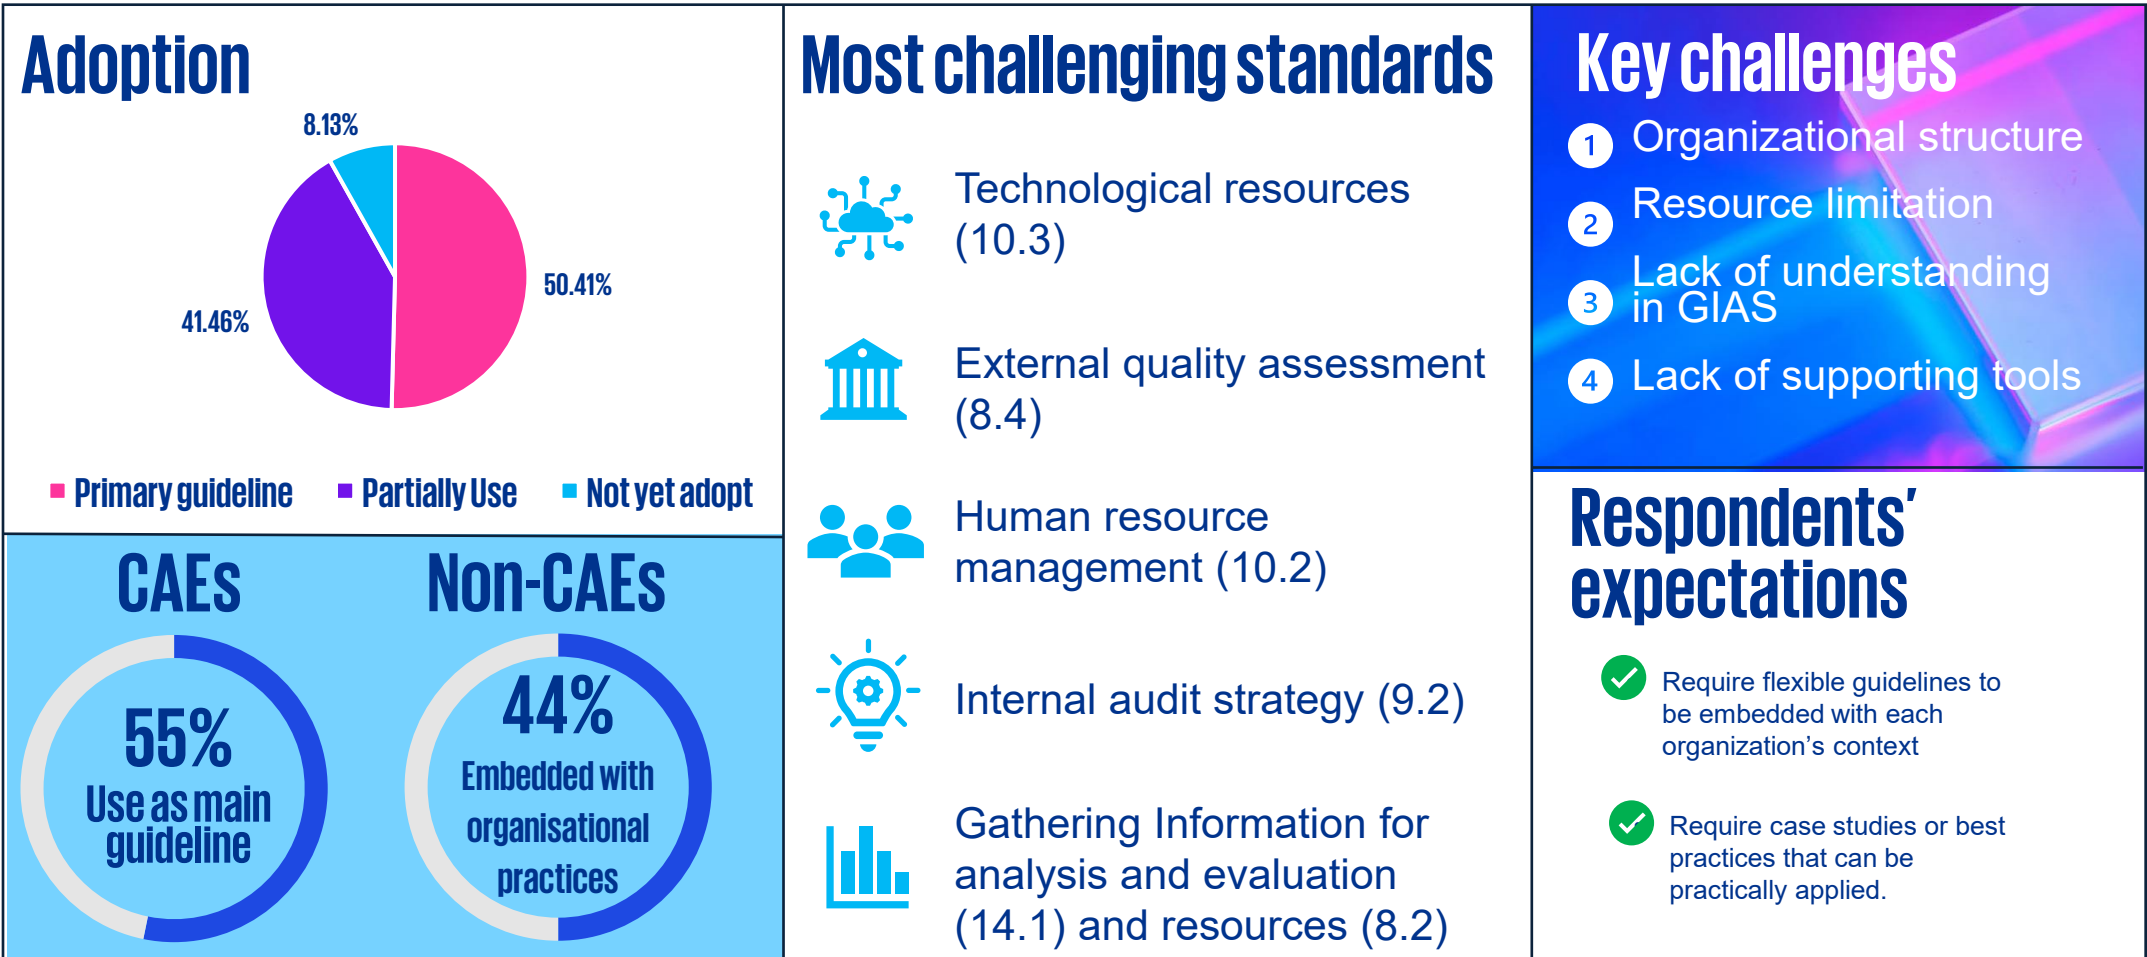 Adoption
8.13%
50.41%
41.46%
Primary guideline
Partially Use
Not yet adopt
CAEs
55%
Use as main
guideline
Non-CAEs
44%
Embedded with
organisational
practices
Most challenging standards
Technological resources
(10.3)
External quality assessment
(8.4)
Human resource
management (10.2)
Internal audit strategy (9.2)
Gathering Information for
analysis and evaluation
(14.1) and resources (8.2)
Key challenges
1 Organizational structure
2 Resource limitation
3 Lack of understanding
in GIAS
4 Lack of supporting tools
Respondents’
expectations
Require flexible guidelines to
be embedded with each
organization’s context
Require case studies or best
practices that can be
practically applied.